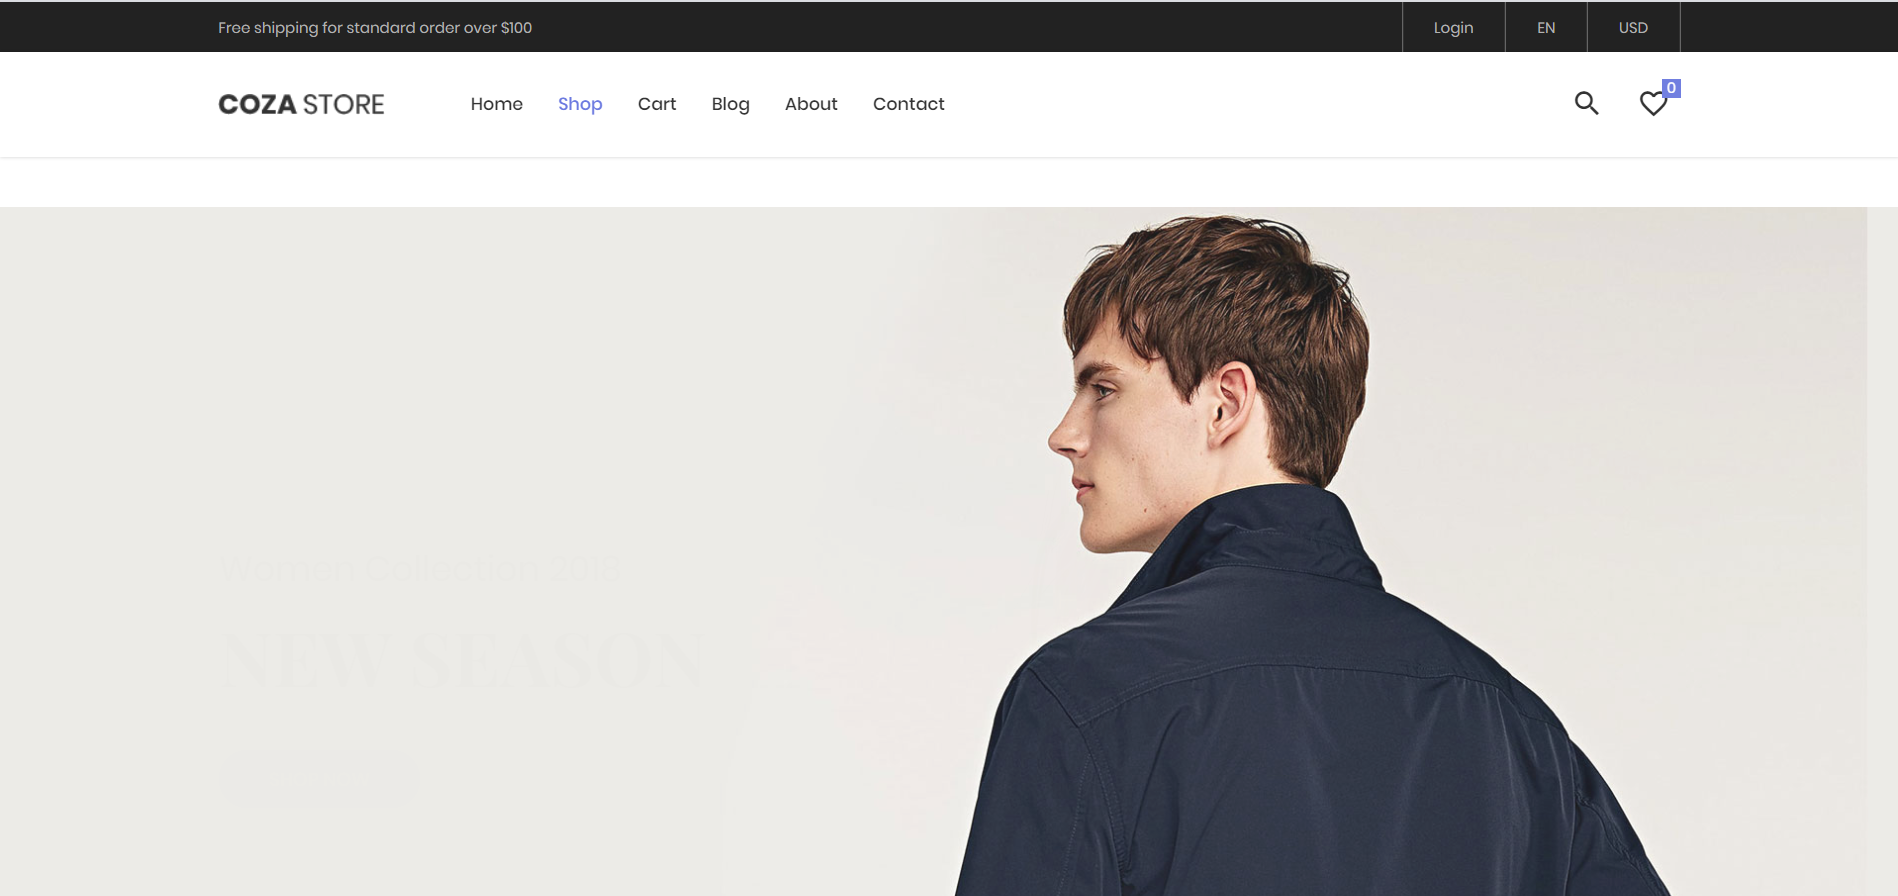 Free shipping for standard order over $100
Login
EN
USD
COZA STORE
Home
Shop
Cart
Blog
About
Contact
0
Women Collection 2018
NEW SEASON